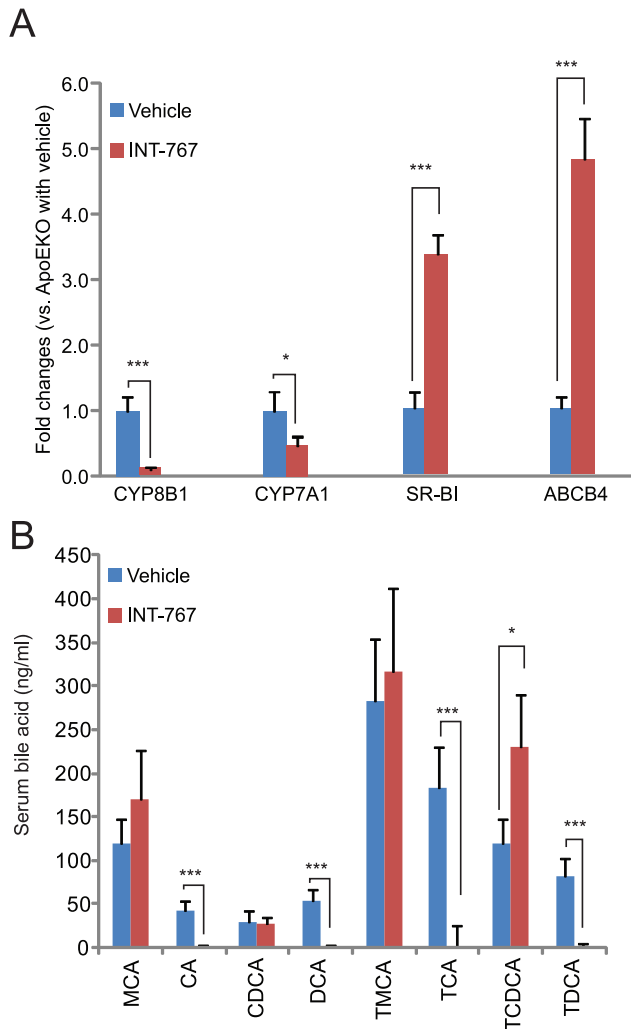 A
Fold changes (vs. ApoEKO with vehicle)
6.0
5.0
4.0
3.0
2.0
1.0
0.0
Vehicle
INT-767
***
*
***
***
CYP8B1
CYP7A1
SR-BI
ABCB4
B
Serum bile acid (ng/ml)
450
400
350
300
250
200
150
100
50
0
Vehicle
INT-767
***
***
***
*
***
MCA
CA
CDCA
DCA
TMCA
TCA
TCDCA
TDCA